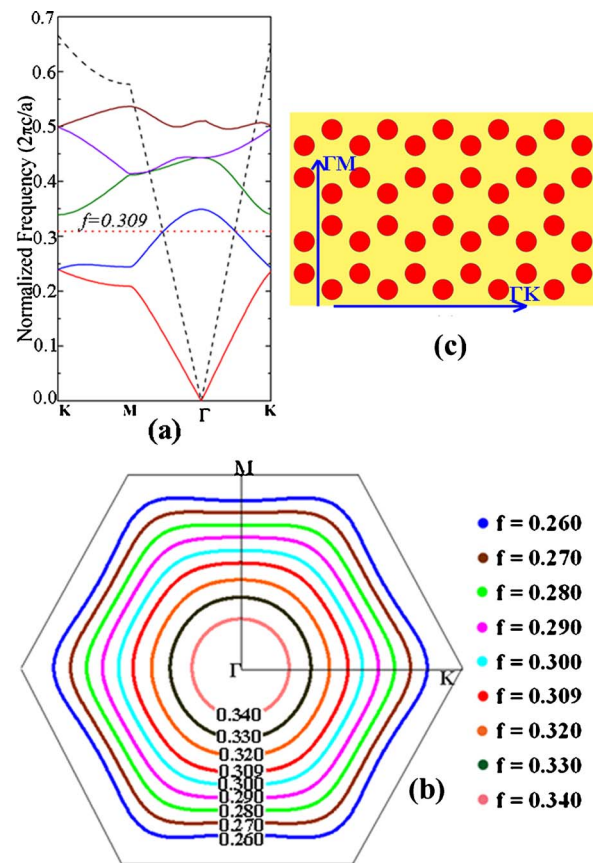 Normalized Frequency (2πc/a)
0.7
0.6
0.5
0.4
0.3
0.2
0.1
0.0
f=0.309
K M Γ K
(a)
ΓM
ΓK
(c)
M
Γ
K
0.340
0.330
0.320
0.309
0.300
0.290
0.280
0.270
0.260
(b)
f = 0.260
f = 0.270
f = 0.280
f = 0.290
f = 0.300
f = 0.309
f = 0.320
f = 0.330
f = 0.340